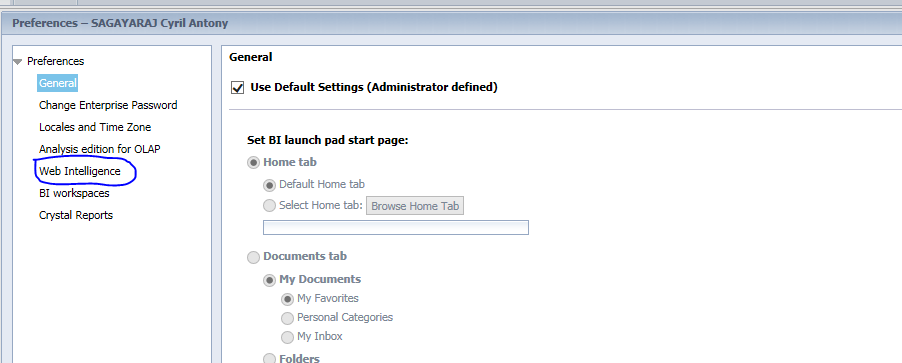 Preferences – SAGAYARAJ Cyril Antony
Preferences
General
Change Enterprise Password
Locales and Time Zone
Analysis edition for OLAP
Web Intelligence
BI workspaces
Crystal Reports
General
Use Default Settings (Administrator defined)
Set BI launch pad start page:
Home tab
Default Home tab
Select Home tab: Browse Home Tab
Documents tab
My Documents
My Favorites
Personal Categories
My Inbox
Folders